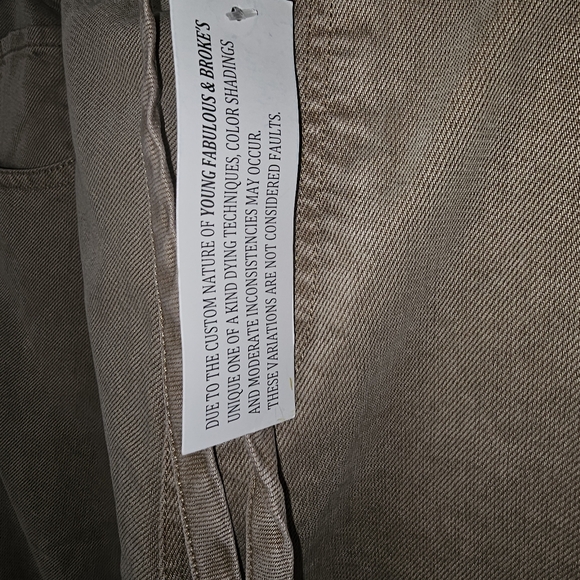 DUE TO THE CUSTOM NATURE OF YOUNG FABULOUS & BROKE'S
UNIQUE ONE OF A KIND DYING TECHNIQUES, COLOR SHADINGS
AND MODERATE INCONSISTENCIES MAY OCCUR.
THESE VARIATIONS ARE NOT CONSIDERED FAULTS.